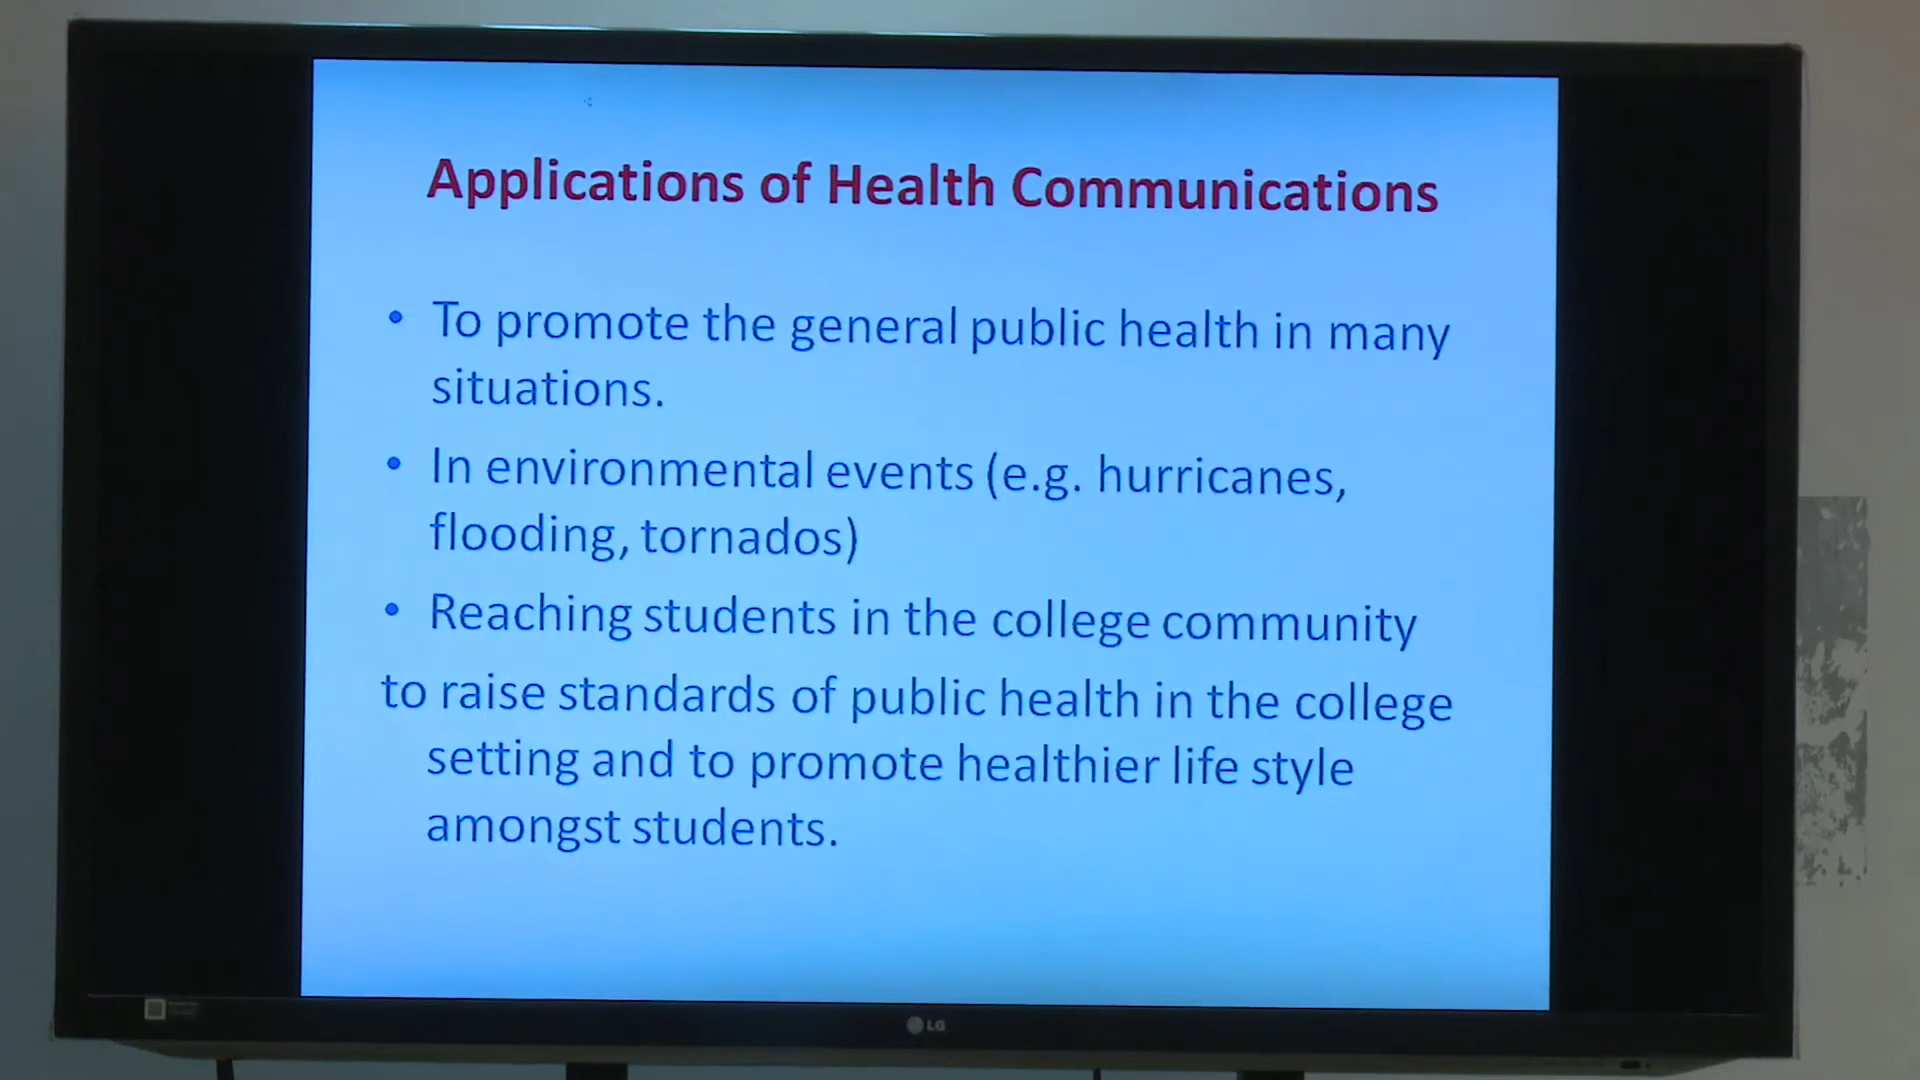 Applications of Health Communications
• To promote the general public health in many
situations.
• In environmental events (e.g. hurricanes,
flooding, tornados)
• Reaching students in the college community
to raise standards of public health in the college
setting and to promote healthier life style
amongst students.
LG